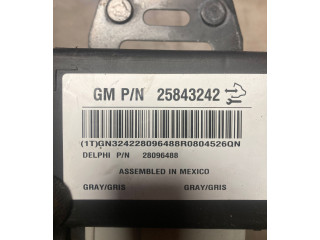 GM P/N 25843242
(1T)GN324228096488R0804526QN
DELPHI P/N 28096488
ASSEMBLED IN MEXICO
GRAY/GRIS GRAY/GRIS